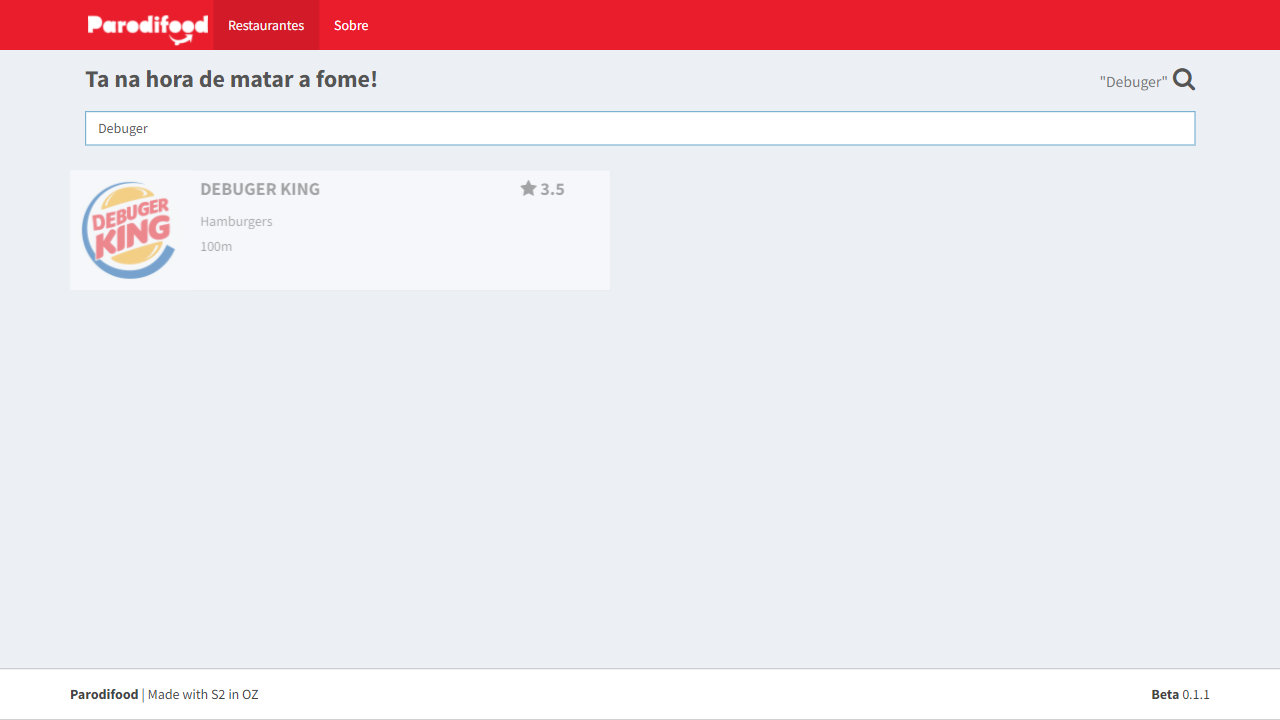 Parodifood Restaurantes Sobre
Ta na hora de matar a fome! "Debuger"
Debuger
DEBUGER KING 3.5
DEBUGER
KING
Hamburgers
100m
Parodifood | Made with S2 in OZ Beta 0.1.1